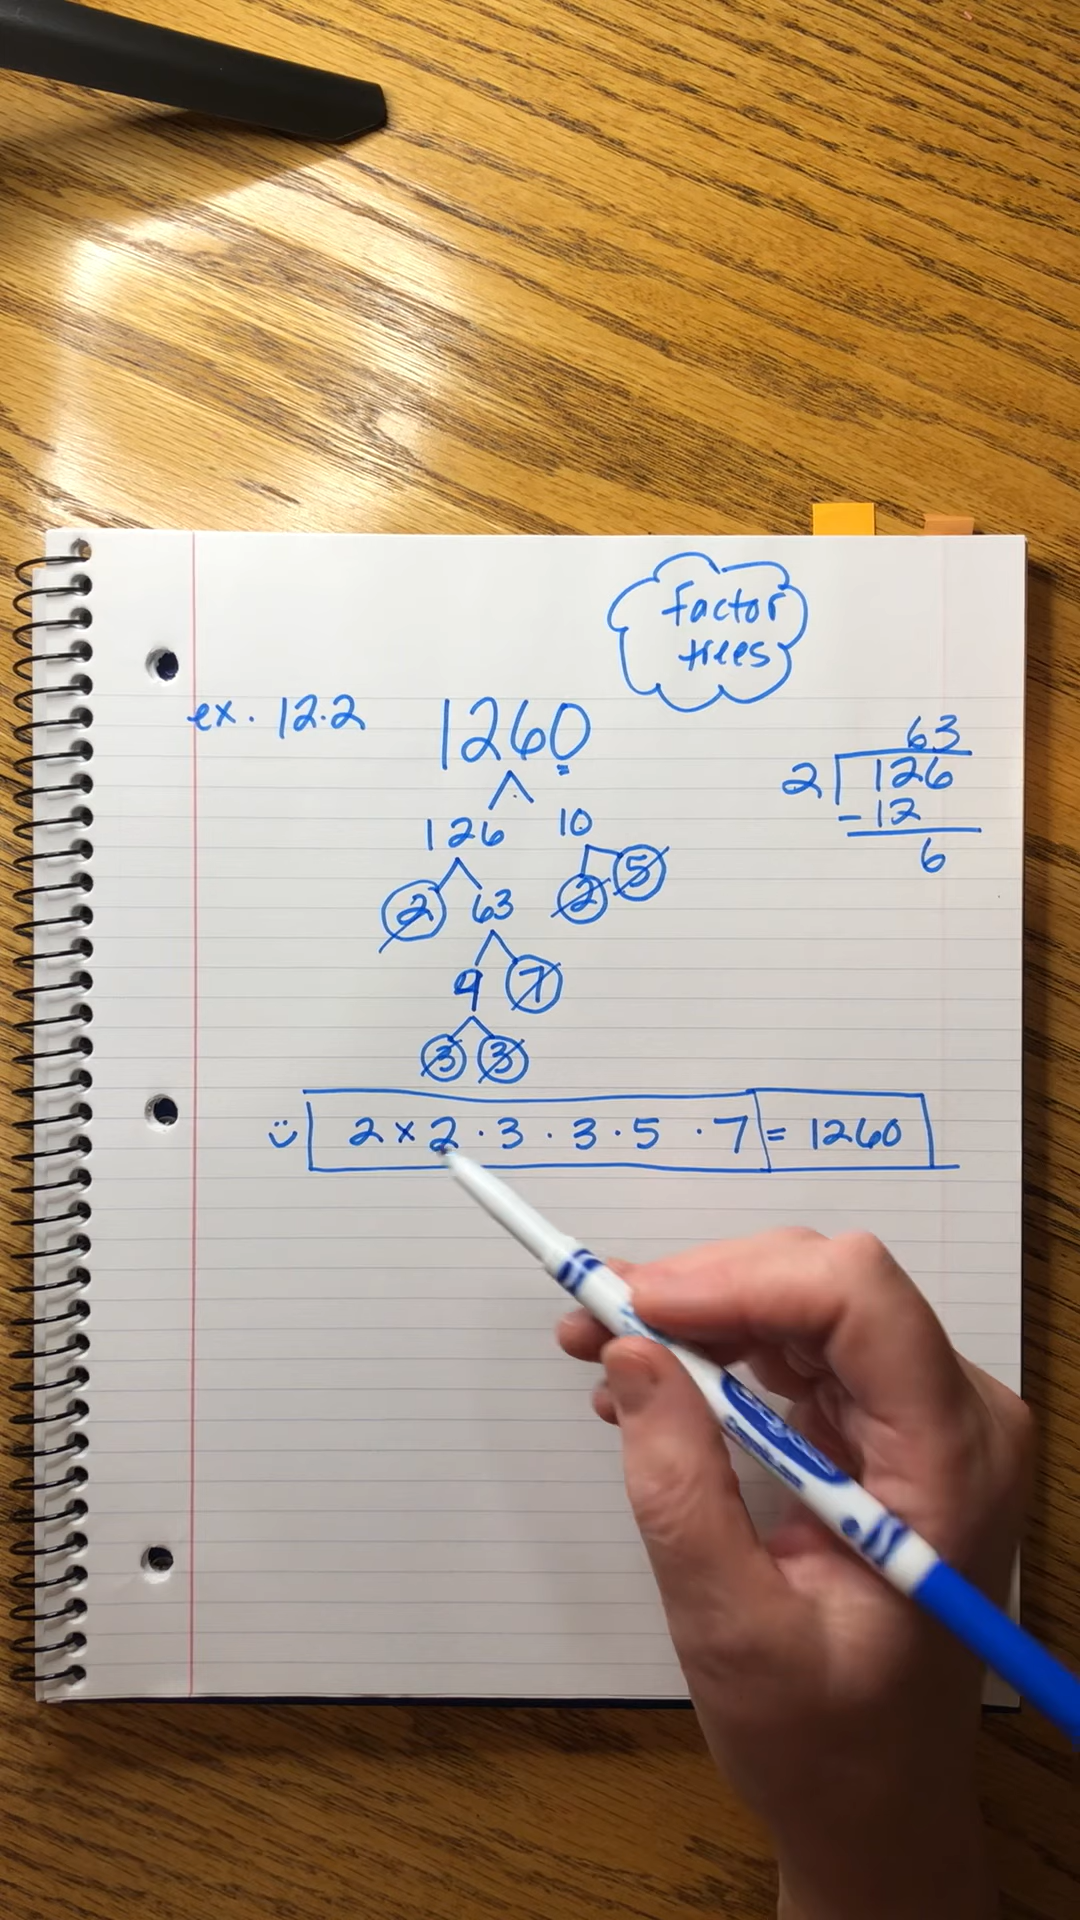 factor
trees
ex. 12.2
1260
126 10
2 63 2 5
9 7
3 3
63
2 126
-12
6
2 × 2 · 3 · 3 · 5 · 7 = 1260